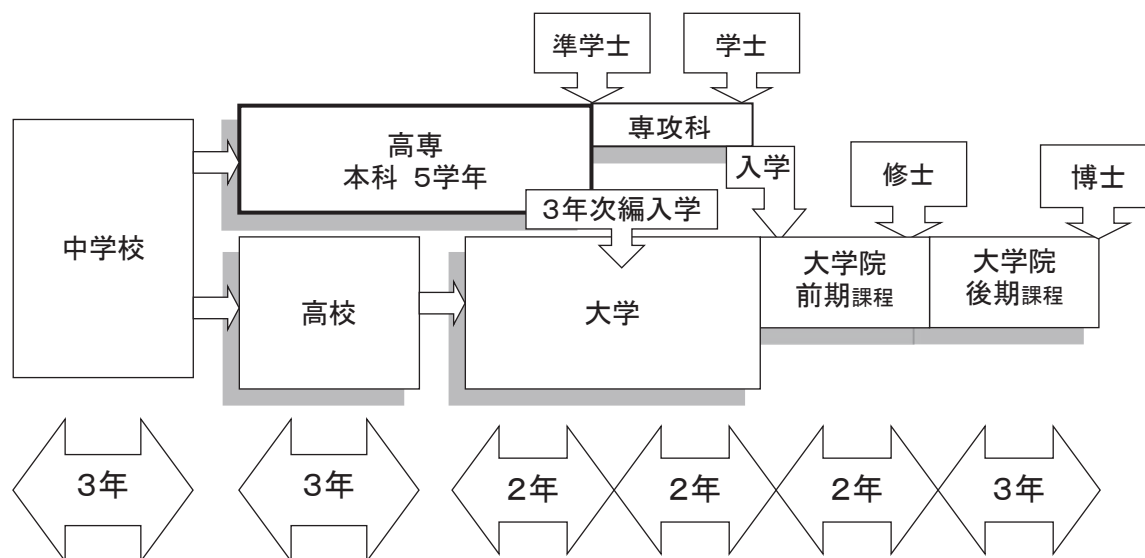 準学士
学士
高専
本科 5学年
専攻科
入学
修士
博士
3年次編入学
中学校
高校
大学
大学院
前期課程
大学院
後期課程
3年
3年
2年
2年
2年
3年